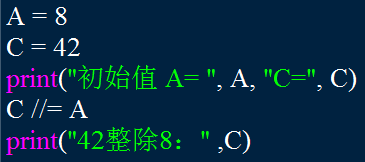 A = 8
C = 42
print("初始值 A= ", A, "C=", C)
C //= A
print("42整除8：" ,C)